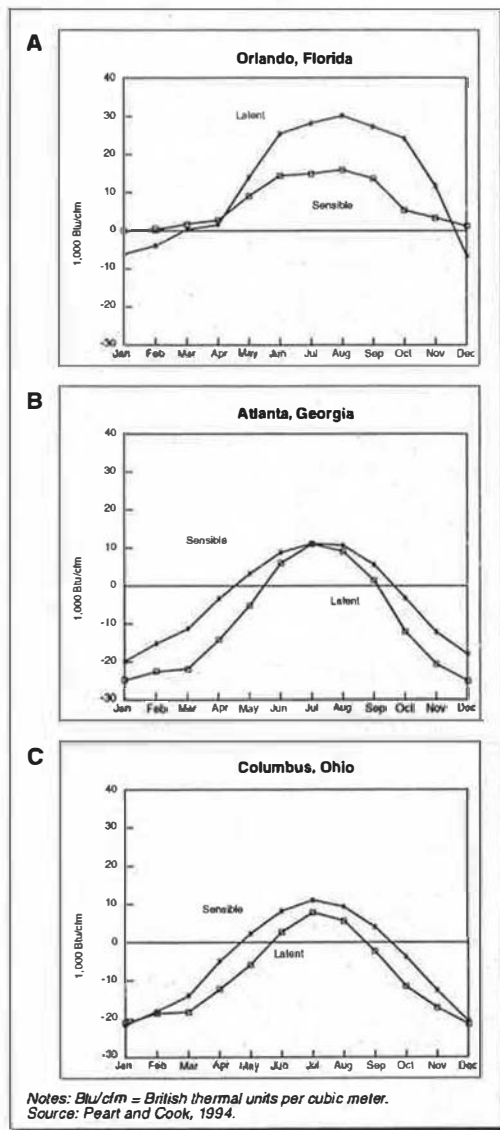 A
Orlando, Florida
40
30
20
10
0
-10
-20
-30
1,000 Btu/cfm
Latent
Sensible
Jan Feb Mar Apr May Jun Jul Aug Sep Oct Nov Dec
B
Atlanta, Georgia
40
30
20
10
0
-10
-20
-30
1,000 Btu/cfm
Sensible
Latent
Jan Feb Mar Apr May Jun Jul Aug Sep Oct Nov Dec
C
Columbus, Ohio
40
30
20
10
0
-10
-20
-30
1,000 Btu/cfm
Sensible
Latent
Jan Feb Mar Apr May Jun Jul Aug Sep Oct Nov Dec
Notes: Btu/cfm = British thermal units per cubic meter.
Source: Peart and Cook, 1994.